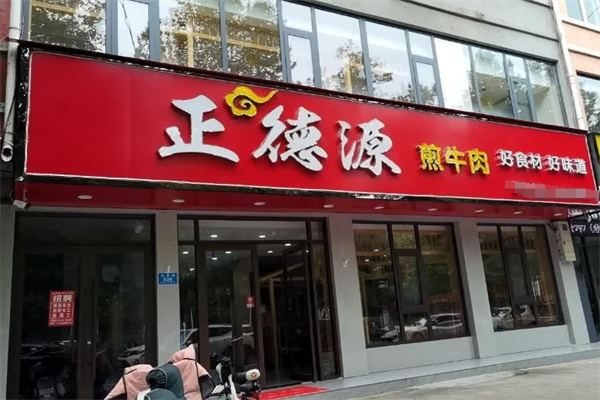 正德源 煎牛肉 好食材 好味道
招聘